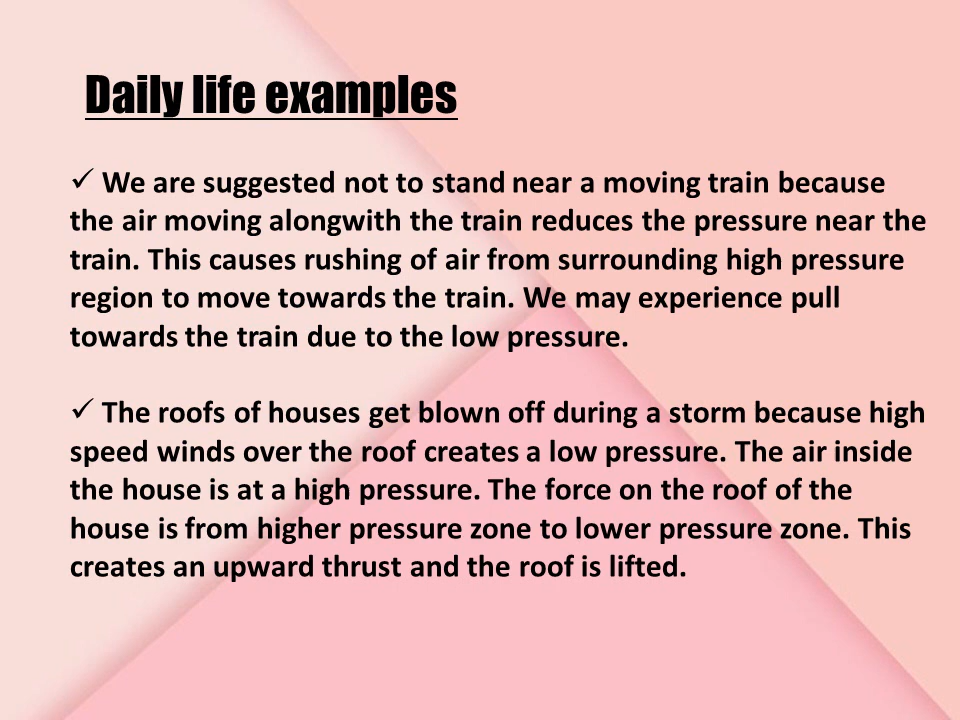 Daily life examples
✓ We are suggested not to stand near a moving train because
the air moving alongwith the train reduces the pressure near the
train. This causes rushing of air from surrounding high pressure
region to move towards the train. We may experience pull
towards the train due to the low pressure.
✓ The roofs of houses get blown off during a storm because high
speed winds over the roof creates a low pressure. The air inside
the house is at a high pressure. The force on the roof of the
house is from higher pressure zone to lower pressure zone. This
creates an upward thrust and the roof is lifted.